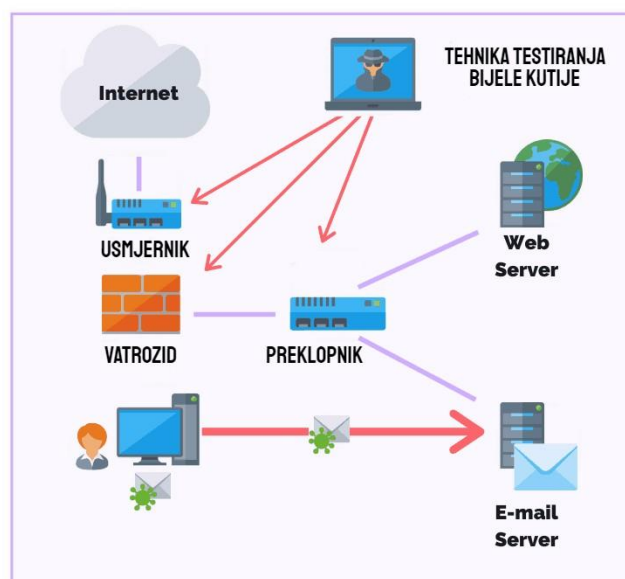 Internet
TEHNIKA TESTIRANJA
BIJELE KUTIJE
USMJERNIK
Web
Server
VATROZID
PREKLOPNIK
E-mail
Server